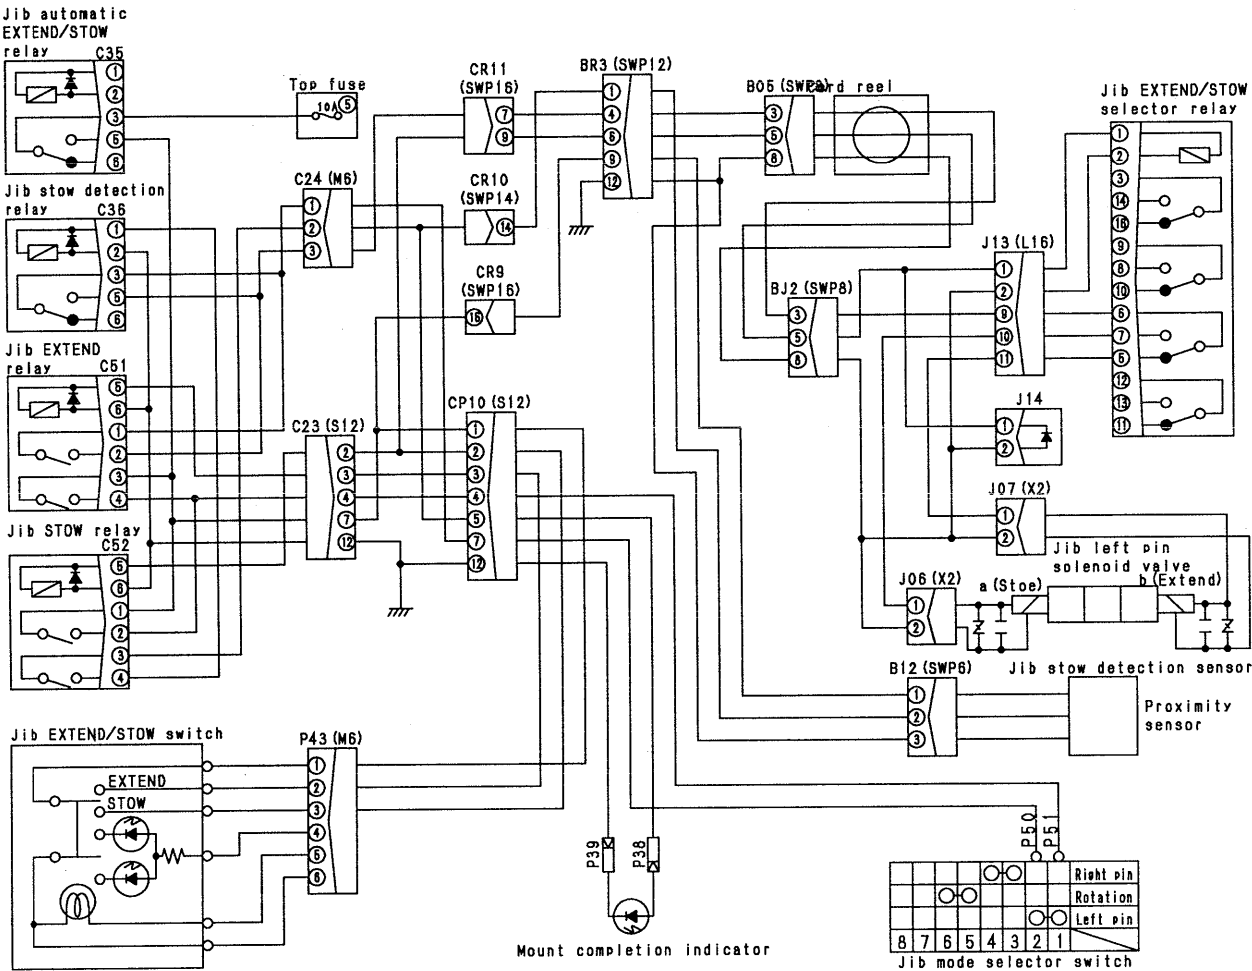 Jib automatic
EXTEND/STOW
relay
C35
1
2
3
5
6
Top fuse
10A 5
Jib stow detection
relay
C36
1
2
3
5
6
Jib EXTEND
relay
C51
5
6
1
2
3
4
Jib STOW relay
C52
5
6
1
2
3
4
C24 (M6)
1
2
3
C23 (S12)
2
3
4
7
12
CR11
(SWP16)
7
9
CR10
(SWP14)
14
CR9
(SWP16)
16
CP10 (S12)
1
2
3
4
5
7
12
BR3 (SWP12)
1
4
6
9
12
B05 (SWP8)
3
5
8
Cord reel
BJ2 (SWP8)
3
5
8
J13 (L16)
1
2
9
10
11
Jib EXTEND/STOW
selector relay
1
2
3
14
16
9
8
10
6
7
5
12
13
11
J14
1
2
J07 (X2)
1
2
Jib left pin
solenoid valve
J06 (X2)
1
2
a (Stoe)
b (Extend)
B12 (SWP6)
1
2
3
Jib stow detection sensor
Proximity
sensor
Jib EXTEND/STOW switch
EXTEND
STOW
P43 (M6)
1
2
3
4
5
6
P39
P38
Mount completion indicator
P50
P51
Right pin
Rotation
Left pin
8 7 6 5 4 3 2 1
Jib mode selector switch